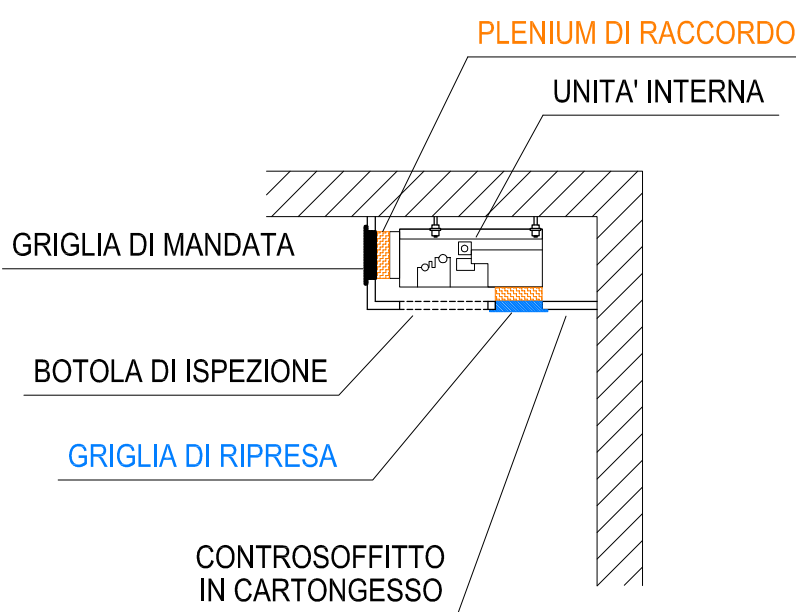 PLENIUM DI RACCORDO
UNITA' INTERNA
GRIGLIA DI MANDATA
BOTOLA DI ISPEZIONE
GRIGLIA DI RIPRESA
CONTROSOFFITTO
IN CARTONGESSO